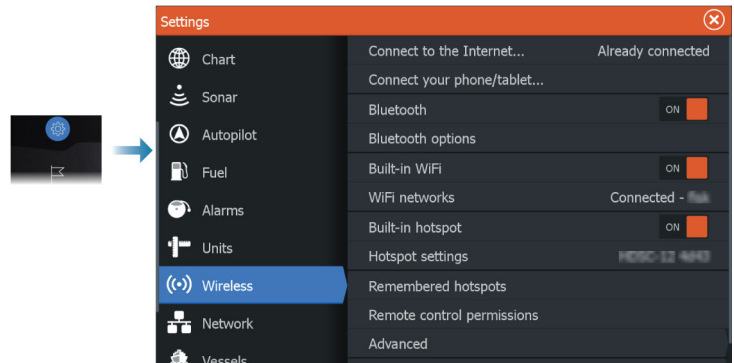 Settings
Chart
Sonar
Autopilot
Fuel
Alarms
Units
Wireless
Network
Vessels
Connect to the Internet... Already connected
Connect your phone/tablet...
Bluetooth ON
Bluetooth options
Built-in WiFi ON
WiFi networks Connected -
Built-in hotspot ON
Hotspot settings
Remembered hotspots
Remote control permissions
Advanced